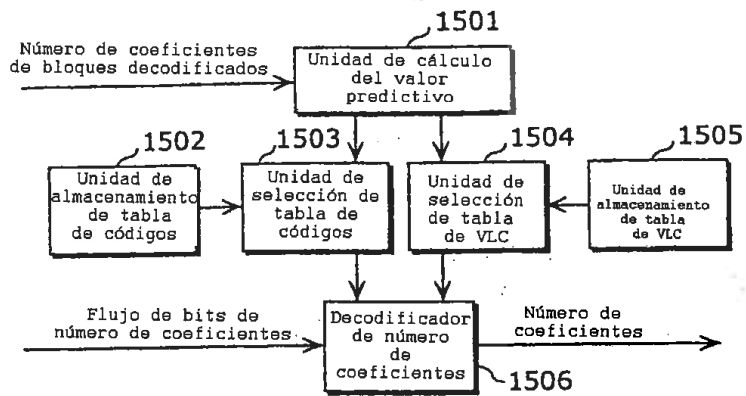 1501
Número de coeficientes
de bloques decodificados
Unidad de cálculo
del valor
predictivo
1502
1503
1504
1505
Unidad de
almacenamiento
de tabla
de códigos
Unidad de
selección de
tabla de
códigos
Unidad de
selección
de tabla
de VLC
Unidad de
almacenamiento
de tabla
de VLC
Flujo de bits de
número de coeficientes
Decodificador
de número
de
coeficientes
Número de
coeficientes
1506